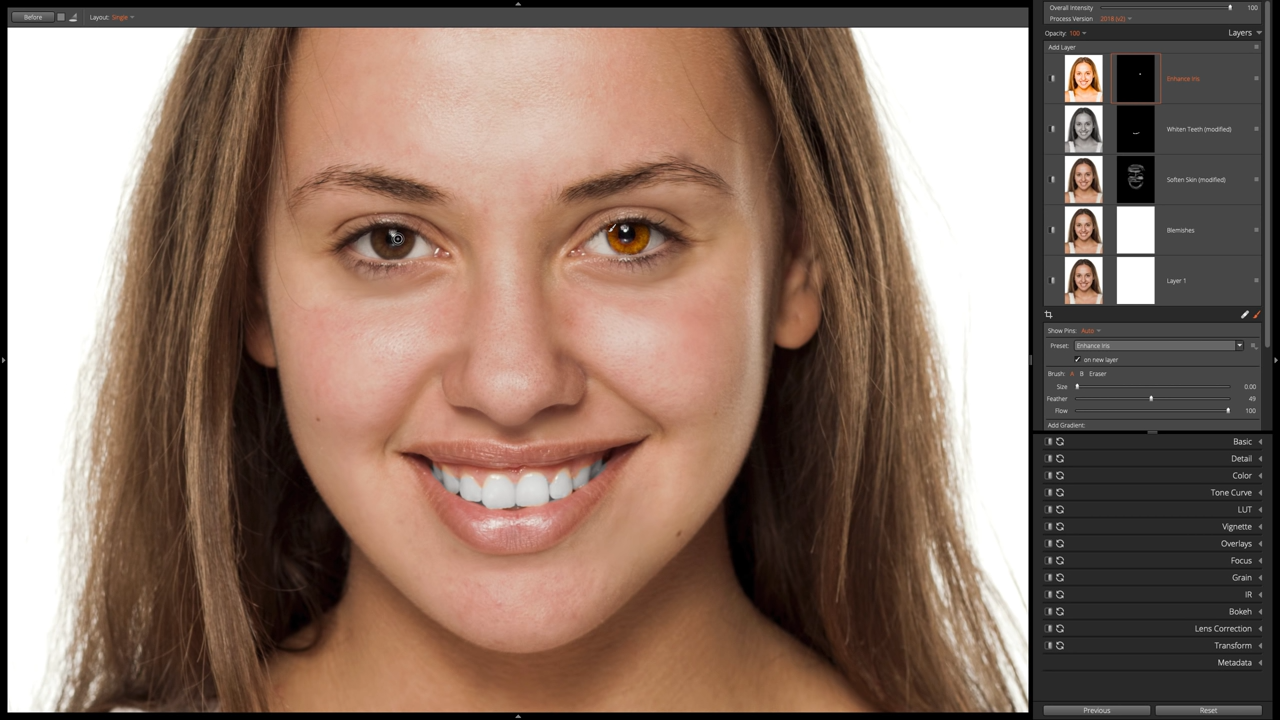 Before
Layout: Single
Overall Intensity 100
Process Version 2018 (v2)
Opacity: 100 Layers
Add Layer
Enhance Iris
Whiten Teeth (modified)
Soften Skin (modified)
Blemishes
Layer 1
Show Pins: Auto
Preset: Enhance Iris
on new layer
Brush: A B Eraser
Size 0.00
Feather 49
Flow 100
Add Gradient:
Basic
Detail
Color
Tone Curve
LUT
Vignette
Overlays
Focus
Grain
IR
Bokeh
Lens Correction
Transform
Metadata
Previous Reset